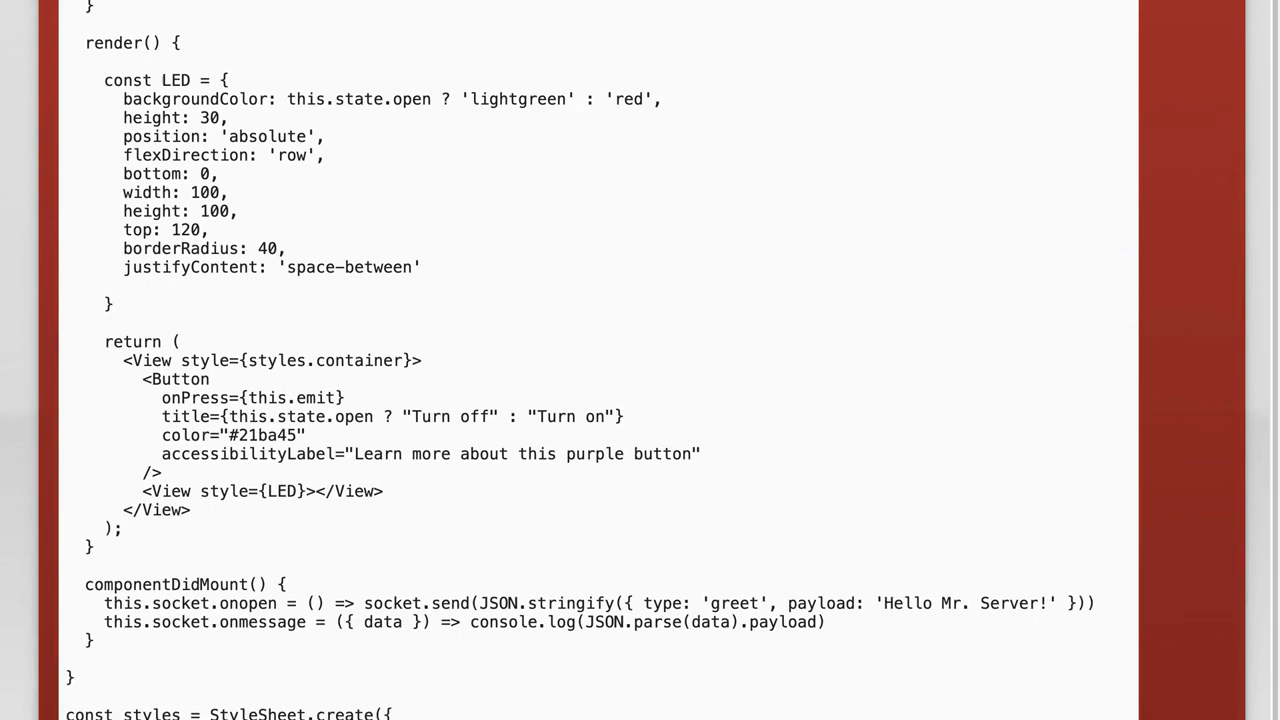 }
render() {
const LED = {
backgroundColor: this.state.open ? 'lightgreen' : 'red',
height: 30,
position: 'absolute',
flexDirection: 'row',
bottom: 0,
width: 100,
height: 100,
top: 120,
borderRadius: 40,
justifyContent: 'space-between'
}
return (
<View style={styles.container}>
<Button
onPress={this.emit}
title={this.state.open ? "Turn off" : "Turn on"}
color="#21ba45"
accessibilityLabel="Learn more about this purple button"
/>
<View style={LED}></View>
</View>
);
}
componentDidMount() {
this.socket.onopen = () => socket.send(JSON.stringify({ type: 'greet', payload: 'Hello Mr. Server!' }))
this.socket.onmessage = ({ data }) => console.log(JSON.parse(data).payload)
}
}
const styles = StyleSheet.create({